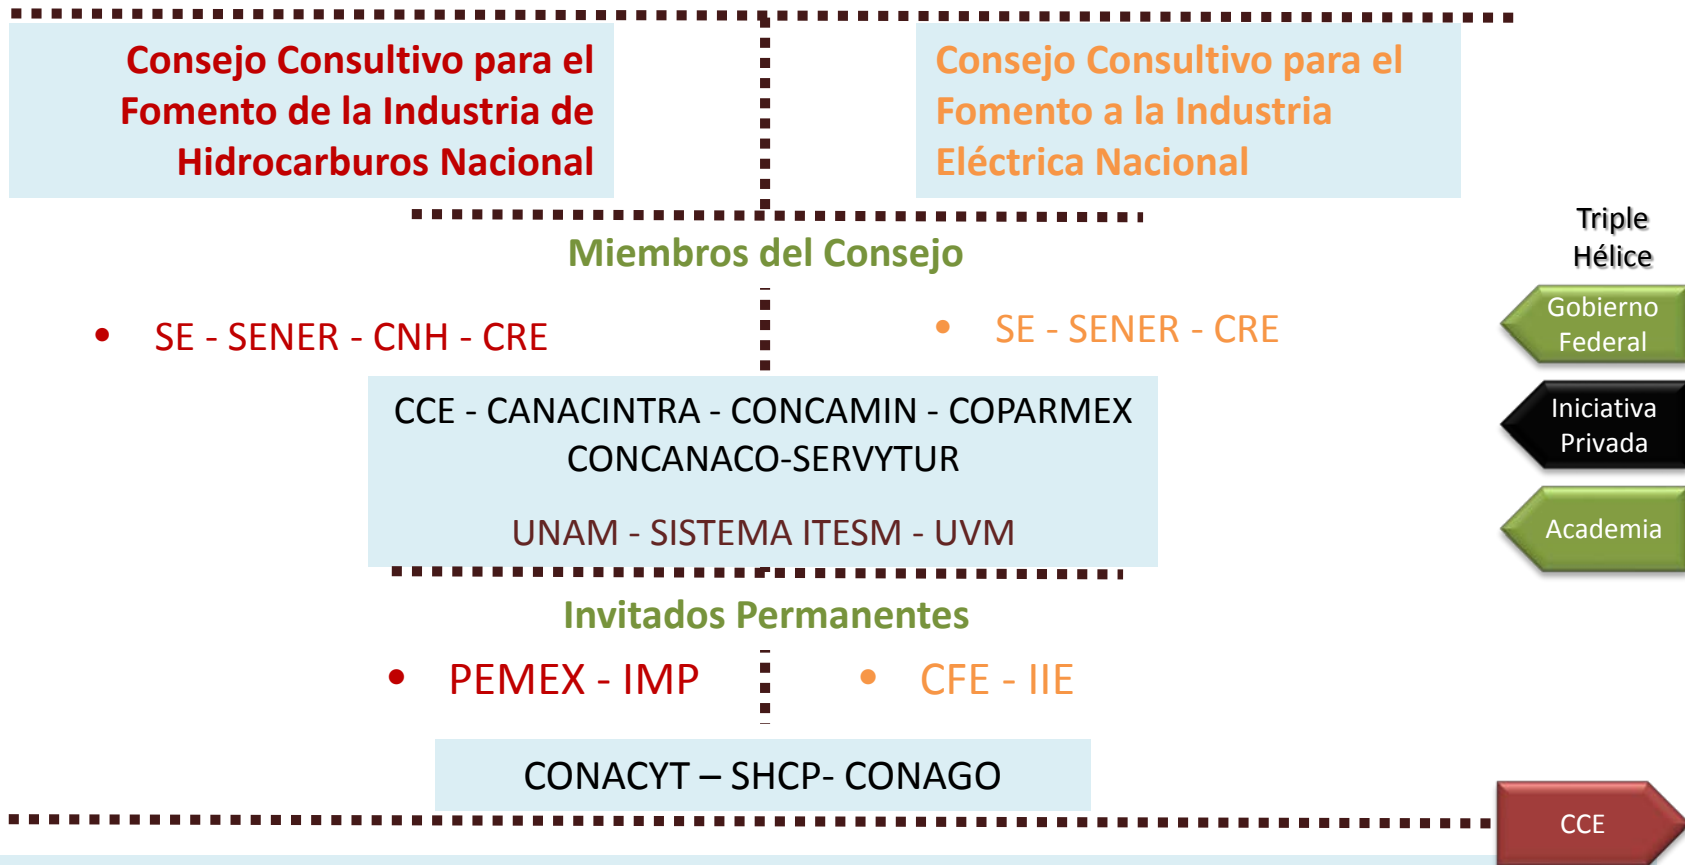 Consejo Consultivo para el
Fomento de la Industria de
Hidrocarburos Nacional
Consejo Consultivo para el
Fomento a la Industria
Eléctrica Nacional
Miembros del Consejo
• SE - SENER - CNH - CRE
• SE - SENER - CRE
CCE - CANACINTRA - CONCAMIN - COPARMEX
CONCANACO-SERVYTUR
UNAM - SISTEMA ITESM - UVM
Invitados Permanentes
• PEMEX - IMP
• CFE - IIE
CONACYT – SHCP- CONAGO
Triple
Hélice
Gobierno
Federal
Iniciativa
Privada
Academia
CCE